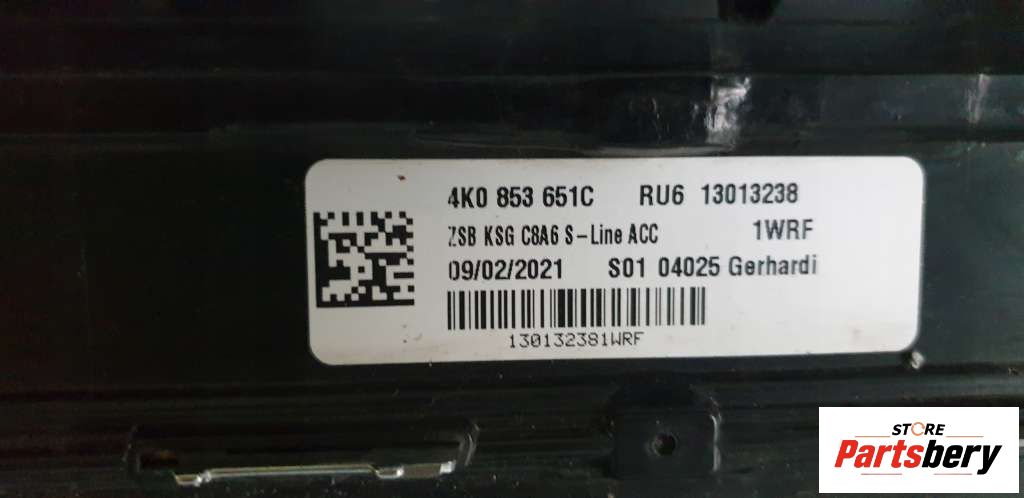 4K0 853 651C RU6 13013238
ZSB KSG C8A6 S-Line ACC 1WRF
09/02/2021 S01 04025 Gerhardi
130132381WRF
STORE
Partsbery